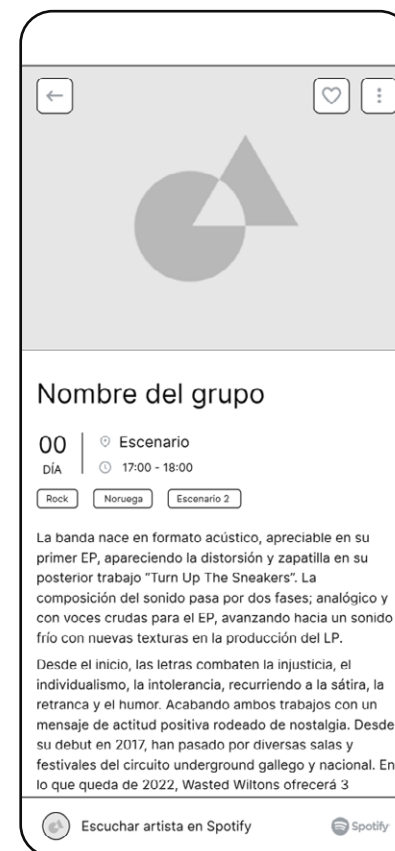 Nombre del grupo
00
DÍA
Escenario
17:00 - 18:00
Rock
Noruega
Escenario 2
La banda nace en formato acústico, apreciable en su
primer EP, apareciendo la distorsión y zapatilla en su
posterior trabajo "Turn Up The Sneakers". La
composición del sonido pasa por dos fases; analógico y
con voces crudas para el EP, avanzando hacia un sonido
frío con nuevas texturas en la producción del LP.
Desde el inicio, las letras combaten la injusticia, el
individualismo, la intolerancia, recurriendo a la sátira, la
retranca y el humor. Acabando ambos trabajos con un
mensaje de actitud positiva rodeado de nostalgia. Desde
su debut en 2017, han pasado por diversas salas y
festivales del circuito underground gallego y nacional. En
lo que queda de 2022, Wasted Wiltons ofrecerá 3
Escuchar artista en Spotify
Spotify